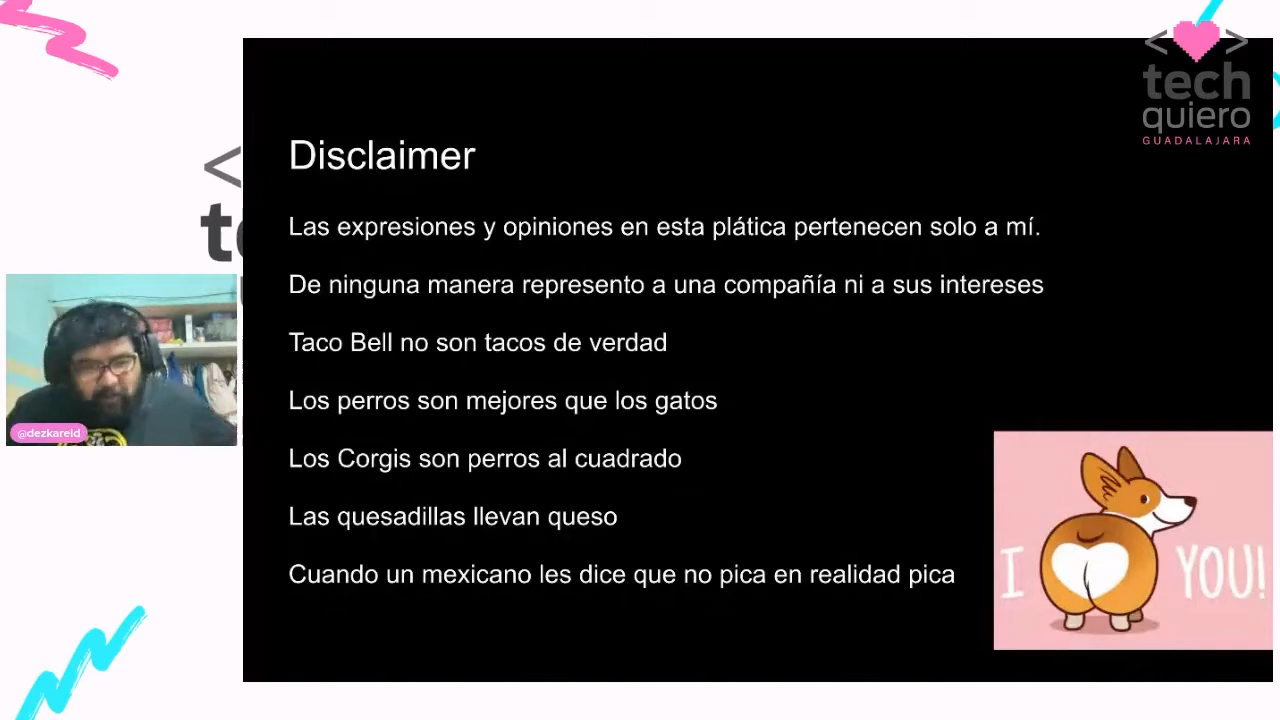 <
>
tech
quiero
GUADALAJARA
Disclaimer
Las expresiones y opiniones en esta plática pertenecen solo a mí.
De ninguna manera represento a una compañía ni a sus intereses
Taco Bell no son tacos de verdad
Los perros son mejores que los gatos
Los Corgis son perros al cuadrado
Las quesadillas llevan queso
Cuando un mexicano les dice que no pica en realidad pica
@dezkareid
I YOU!